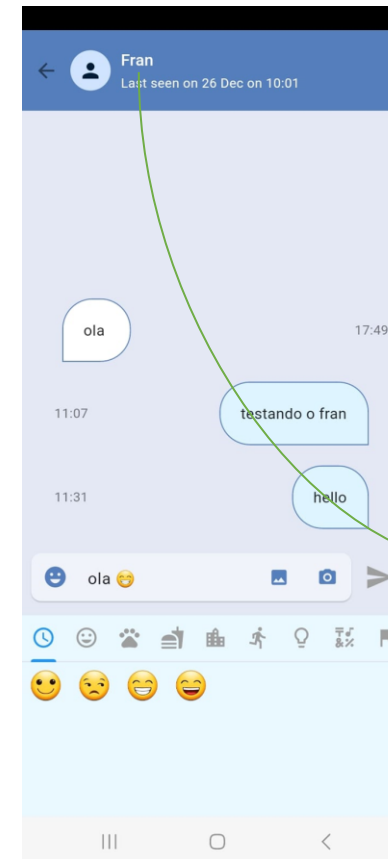 Fran
Last seen on 26 Dec on 10:01
ola
17:49
11:07
testando o fran
11:31
hello
ola 😁